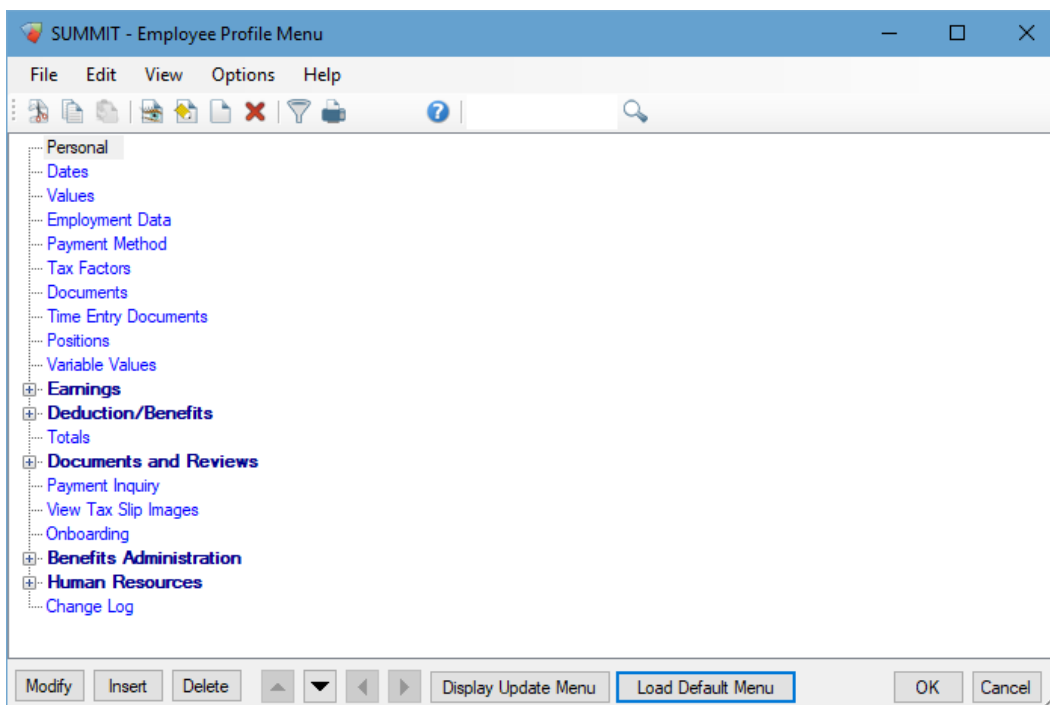 SUMMIT - Employee Profile Menu
File Edit View Options Help
Personal
Dates
Values
Employment Data
Payment Method
Tax Factors
Documents
Time Entry Documents
Positions
Variable Values
Earnings
Deduction/Benefits
Totals
Documents and Reviews
Payment Inquiry
View Tax Slip Images
Onboarding
Benefits Administration
Human Resources
Change Log
Modify Insert Delete Display Update Menu Load Default Menu OK Cancel